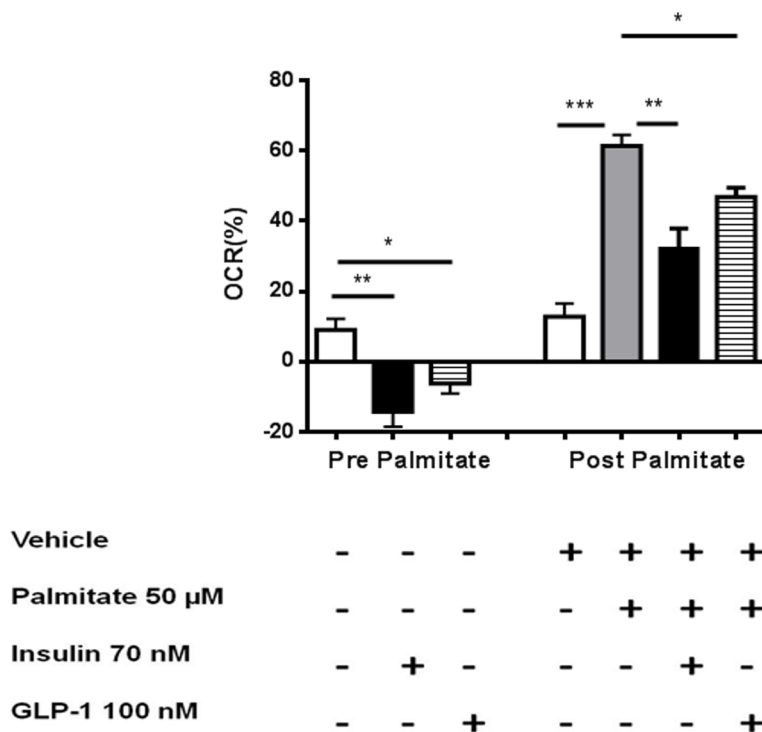 *
80
*** **
60
OCR(%)
40
*
**
20
0
-20
Pre Palmitate Post Palmitate
Vehicle - - - + + + +
Palmitate 50 µM - - - - + + +
Insulin 70 nM - + - - - + -
GLP-1 100 nM - - + - - - +